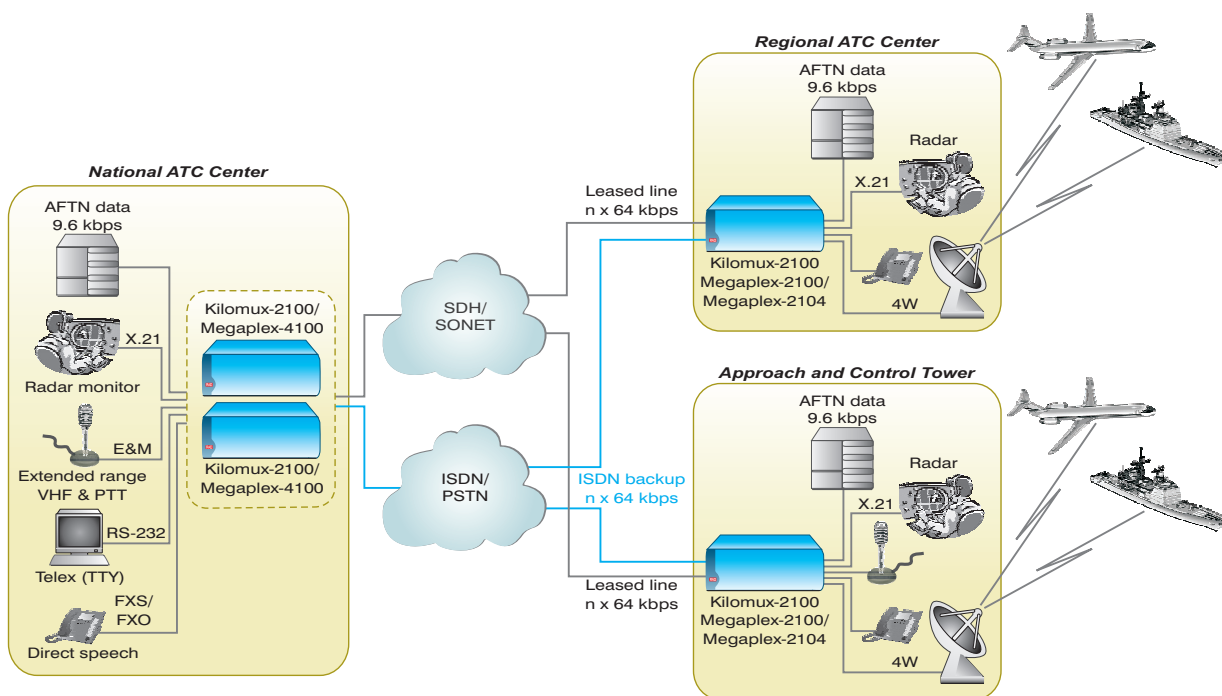 National ATC Center
AFTN data
9.6 kbps
X.21
Radar monitor
E&M
Extended range
VHF & PTT
RS-232
Telex (TTY)
FXS/
FXO
Direct speech
Kilomux-2100/
Megaplex-4100
Kilomux-2100/
Megaplex-4100
SDH/
SONET
ISDN/
PSTN
Leased line
n x 64 kbps
ISDN backup
n x 64 kbps
Leased line
n x 64 kbps
Regional ATC Center
AFTN data
9.6 kbps
Radar
X.21
Kilomux-2100
Megaplex-2100/
Megaplex-2104
4W
Approach and Control Tower
AFTN data
9.6 kbps
Radar
X.21
Kilomux-2100
Megaplex-2100/
Megaplex-2104
4W